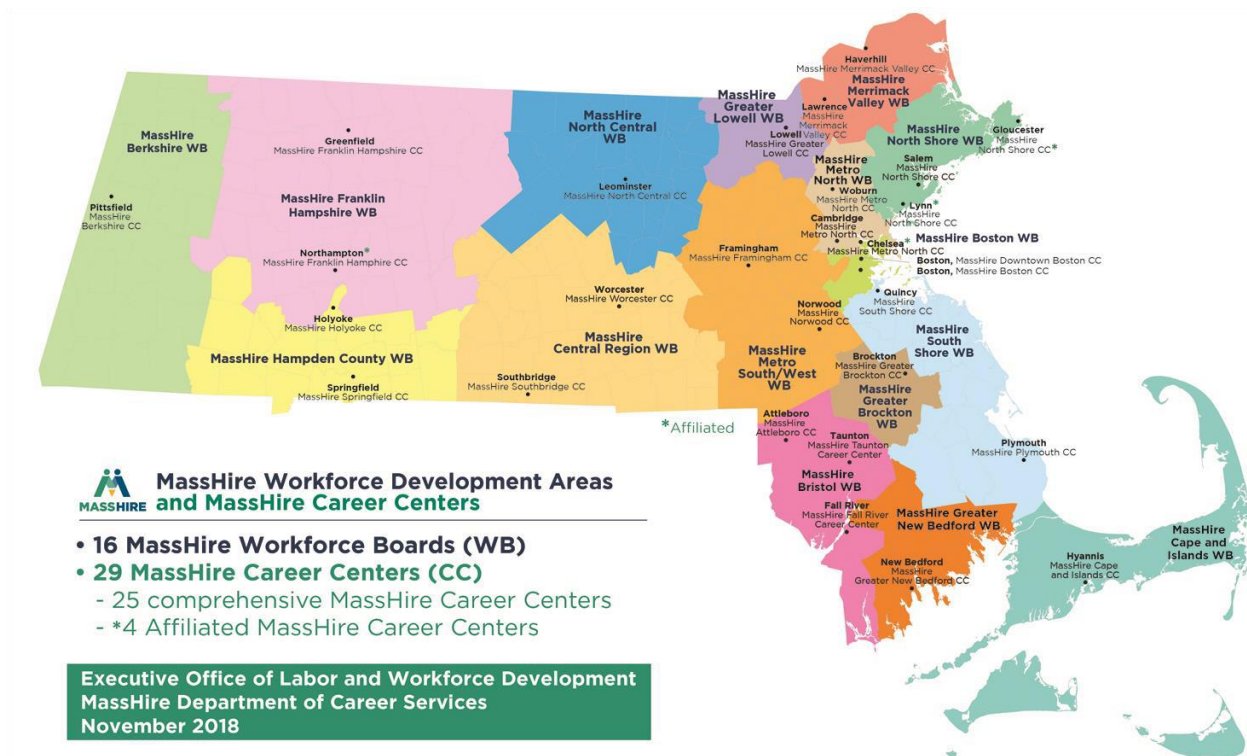 Haverhill
MassHire Merrimack Valley CC
MassHire
Merrimack
Valley WB
MassHire
Greater
Lowell WB
Lawrence
MassHire
Merrimack
Valley CC
Lowell
MassHire Greater
Lowell CC
MassHire
North Central
WB
Leominster
MassHire North Central CC
MassHire
Berkshire WB
Pittsfield
MassHire
Berkshire CC
Greenfield
MassHire Franklin Hampshire CC
MassHire Franklin
Hampshire WB
Northampton*
MassHire Franklin Hamphire CC
Holyoke
MassHire Holyoke CC
MassHire Hampden County WB
Springfield
MassHire Springfield CC
Worcester
MassHire Worcester CC
MassHire
Central Region WB
Southbridge
MassHire Southbridge CC
Framingham
MassHire Framingham CC
Norwood
MassHire
Norwood CC
MassHire
Metro
South/West
WB
MassHire
North Shore WB
Gloucester
MassHire
North Shore CC*
Salem
MassHire
North Shore CC
Lynn*
MassHire
North Shore CC
MassHire
Metro
North WB
Woburn
MassHire Metro
North CC
Cambridge
MassHire
Metro North CC
Chelsea*
MassHire Metro North CC
MassHire Boston WB
Boston, MassHire Downtown Boston CC
Boston, MassHire Boston CC
Quincy
MassHire
South Shore CC
MassHire
South
Shore WB
Brockton
MassHire Greater
Brockton CC
MassHire
Greater
Brockton
WB
Plymouth
MassHire Plymouth CC
*Affiliated
Attleboro
MassHire
Attleboro CC
Taunton
MassHire Taunton
Career Center
MassHire
Bristol WB
Fall River
MassHire Fall River
Career Center
MassHire Greater
New Bedford WB
New Bedford
MassHire
Greater New Bedford CC
Hyannis
MassHire Cape
and Islands CC
MassHire
Cape and
Islands WB
MASSHIRE
MassHire Workforce Development Areas
and MassHire Career Centers
• 16 MassHire Workforce Boards (WB)
• 29 MassHire Career Centers (CC)
- 25 comprehensive MassHire Career Centers
- *4 Affiliated MassHire Career Centers
Executive Office of Labor and Workforce Development
MassHire Department of Career Services
November 2018